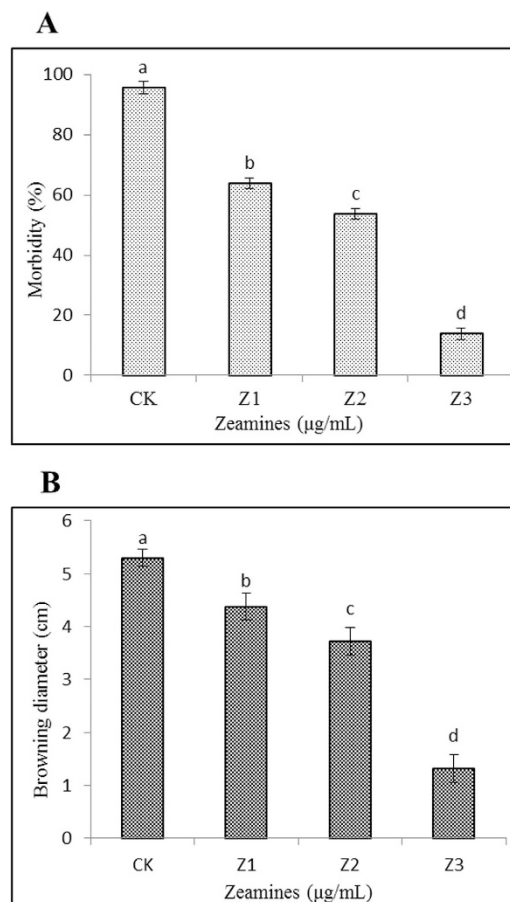 A
100
80
60
40
20
0
Morbidity (%)
a
b
c
d
CK Z1 Z2 Z3
Zeamines (µg/mL)
B
6
5
4
3
2
1
0
Browning diameter (cm)
a
b
c
d
CK Z1 Z2 Z3
Zeamines (µg/mL)